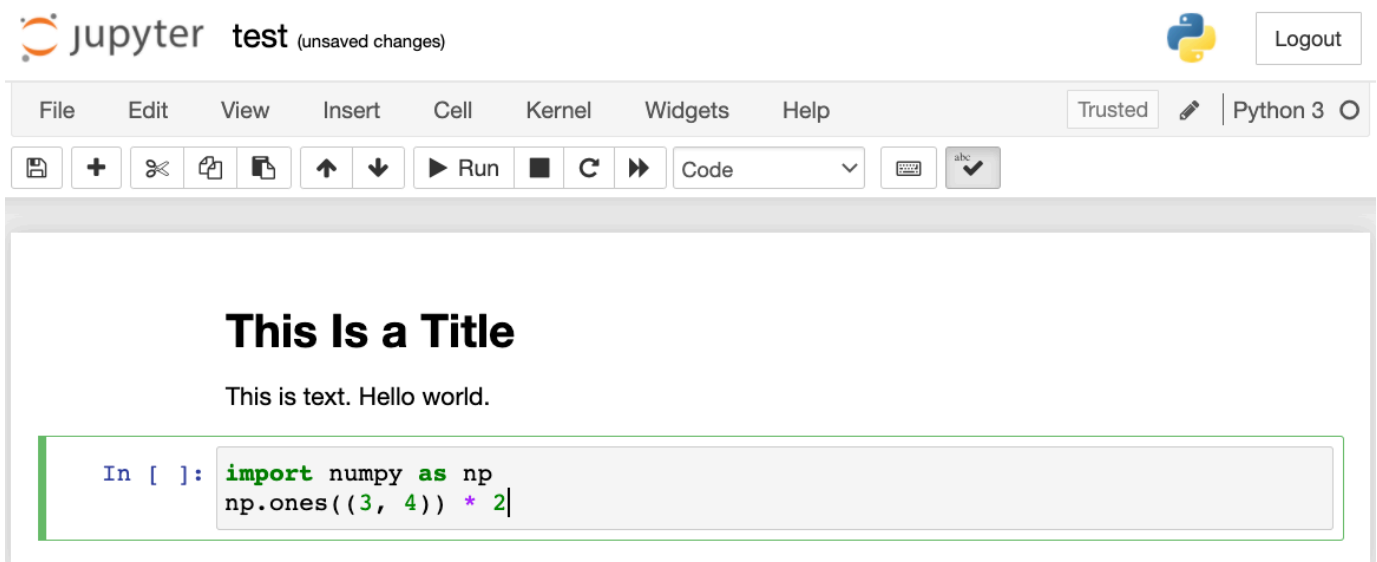 jupyter test (unsaved changes) Logout
File Edit View Insert Cell Kernel Widgets Help Trusted Python 3
Run Code abc
This Is a Title
This is text. Hello world.
In [ ]: import numpy as np
np.ones((3, 4)) * 2